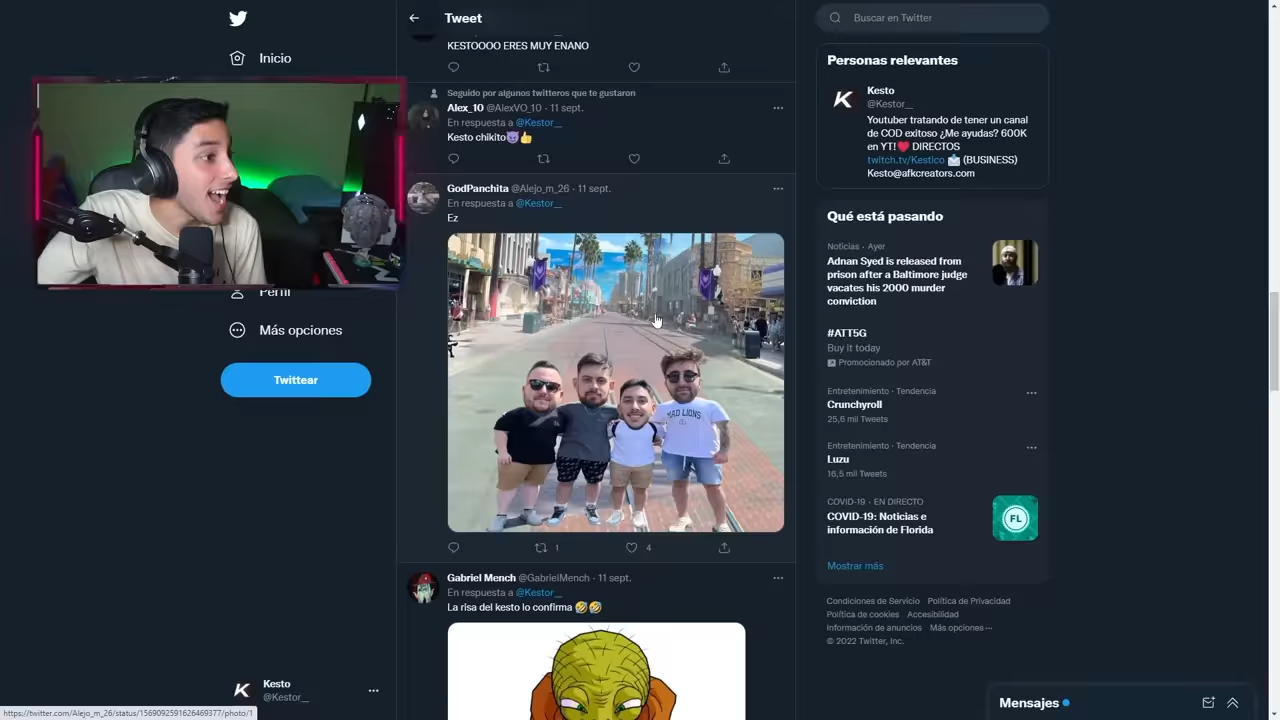 Inicio
Perfil
Más opciones
Twittear
Kesto
@Kestor__
https://twitter.com/Alejo_m_26/status/1569092591626469377/photo/1
Tweet
KESTOOOO ERES MUY ENANO
Seguido por algunos twitteros que te gustaron
Alex_10 @AlexVO_10 · 11 sept.
En respuesta a @Kestor__
Kesto chikito😈👍
GodPanchita @Alejo_m_26 · 11 sept.
En respuesta a @Kestor__
Ez
MAD LIONS
1
4
Gabriel Mench @GabrielMench · 11 sept.
En respuesta a @Kestor__
La risa del kesto lo confirma 🤣🤣
Buscar en Twitter
Personas relevantes
Kesto
@Kestor__
Youtuber tratando de tener un canal
de COD exitoso ¿Me ayudas? 600K
en YT!❤️ DIRECTOS
twitch.tv/Kestico 📩 (BUSINESS)
Kesto@afkcreators.com
Qué está pasando
Noticias · Ayer
Adnan Syed is released from
prison after a Baltimore judge
vacates his 2000 murder
conviction
#ATT5G
Buy it today
Promocionado por AT&T
Entretenimiento · Tendencia
Crunchyroll
25,6 mil Tweets
Entretenimiento · Tendencia
Luzu
16,5 mil Tweets
COVID-19 · EN DIRECTO
COVID-19: Noticias e
información de Florida
FL
Mostrar más
Condiciones de Servicio Política de Privacidad
Política de cookies Accesibilidad
Información de anuncios Más opciones ···
© 2022 Twitter, Inc.
Mensajes